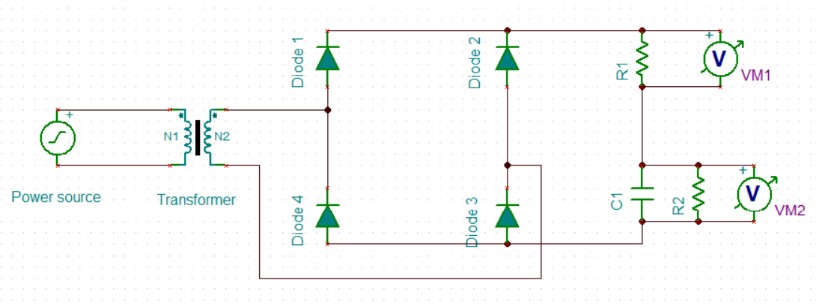 Diode 1
Diode 2
R1
+
V
VM1
+
N1
N2
Power source
Transformer
Diode 4
Diode 3
C1
R2
+
V
VM2